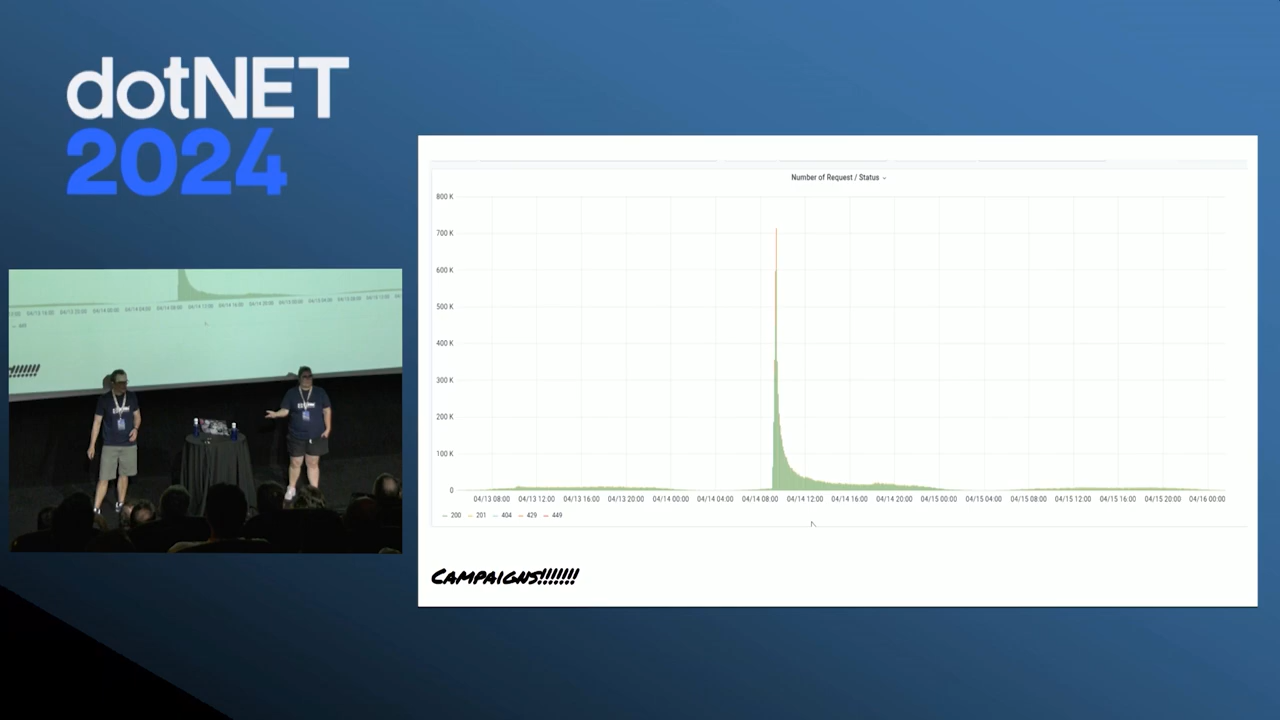 dotNET
2024
Number of Request / Status
800 K
700 K
600 K
500 K
400 K
300 K
200 K
100 K
0
04/13 08:00 04/13 12:00 04/13 16:00 04/13 20:00 04/14 00:00 04/14 04:00 04/14 08:00 04/14 12:00 04/14 16:00 04/14 20:00 04/15 00:00 04/15 04:00 04/15 08:00 04/15 12:00 04/15 16:00 04/15 20:00 04/16 00:00
200 201 404 429 449
Campaigns!!!!!!!